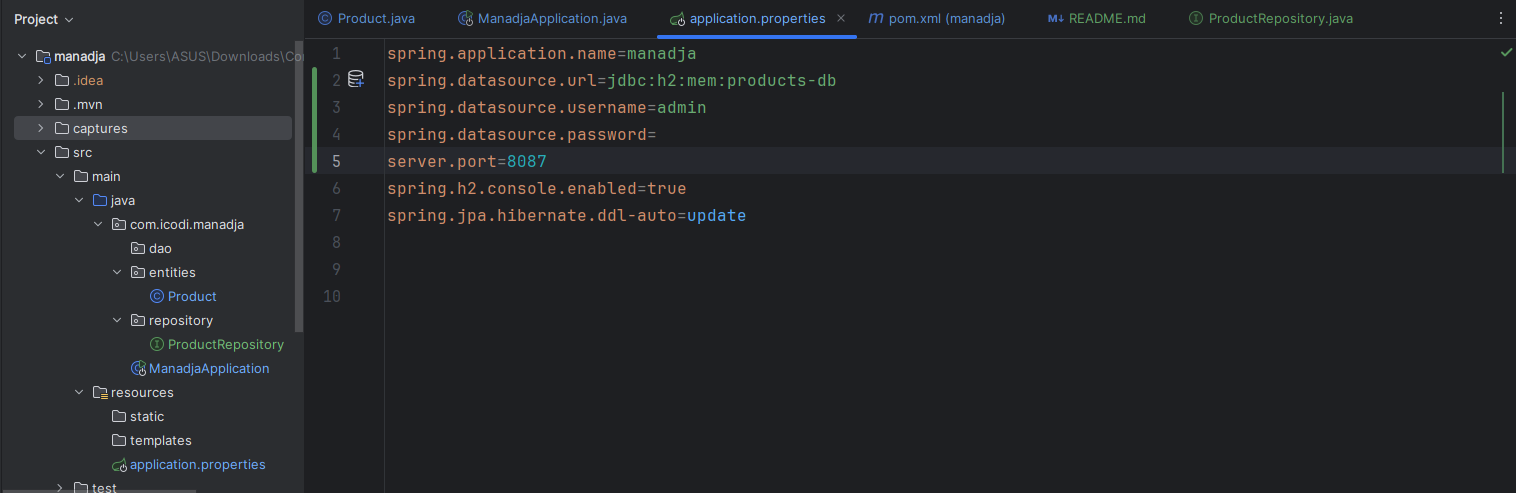 Project
Product.java
ManadjaApplication.java
application.properties
pom.xml (manadja)
README.md
ProductRepository.java
manadja C:\Users\ASUS\Downloads\Co
.idea
.mvn
captures
src
main
java
com.icodi.manadja
dao
entities
Product
repository
ProductRepository
ManadjaApplication
resources
static
templates
application.properties
test
1 spring.application.name=manadja
2 spring.datasource.url=jdbc:h2:mem:products-db
3 spring.datasource.username=admin
4 spring.datasource.password=
5 server.port=8087
6 spring.h2.console.enabled=true
7 spring.jpa.hibernate.ddl-auto=update
8
9
10